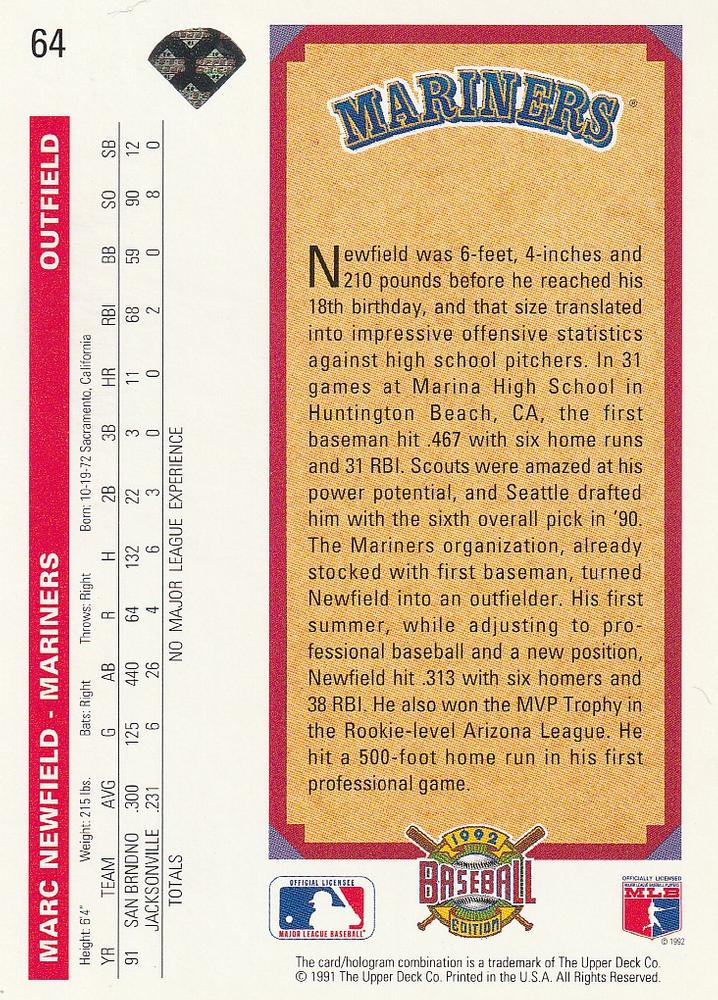 64
MARC NEWFIELD - MARINERS OUTFIELD
Height: 6'4" Weight: 215 lbs. Bats: Right Throws: Right Born: 10-19-72 Sacramento, California
YR TEAM AVG G AB R H 2B 3B HR RBI BB SO SB
91 SAN BRNDNO .300 125 440 64 132 22 3 11 68 59 90 12
JACKSONVILLE .231 6 26 4 6 3 0 0 2 0 8 0
TOTALS NO MAJOR LEAGUE EXPERIENCE
MARINERS®
Newfield was 6-feet, 4-inches and
210 pounds before he reached his
18th birthday, and that size translated
into impressive offensive statistics
against high school pitchers. In 31
games at Marina High School in
Huntington Beach, CA, the first
baseman hit .467 with six home runs
and 31 RBI. Scouts were amazed at his
power potential, and Seattle drafted
him with the sixth overall pick in '90.
The Mariners organization, already
stocked with first baseman, turned
Newfield into an outfielder. His first
summer, while adjusting to pro-
fessional baseball and a new position,
Newfield hit .313 with six homers and
38 RBI. He also won the MVP Trophy in
the Rookie-level Arizona League. He
hit a 500-foot home run in his first
professional game.
1992
BASEBALL
EDITION
OFFICIAL LICENSEE
MAJOR LEAGUE BASEBALL
OFFICIALLY LICENSED
MAJOR LEAGUE BASEBALL PLAYERS
MLB
© 1992
The card/hologram combination is a trademark of The Upper Deck Co.
© 1991 The Upper Deck Co. Printed in the U.S.A. All Rights Reserved.